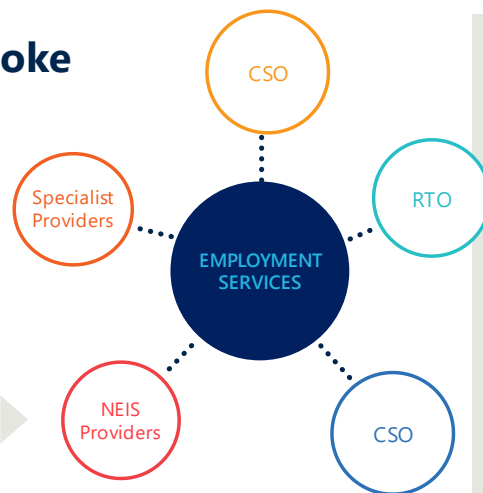 oke
CSO
Specialist
Providers
RTO
EMPLOYMENT
SERVICES
NEIS
Providers
CSO